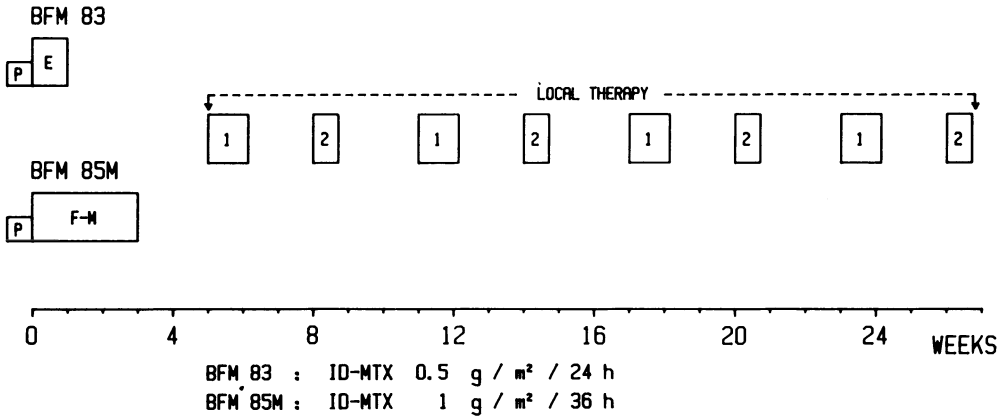 BFM 83
P E
LOCAL THERAPY
1 2 1 2 1 2 1 2
BFM 85M
P F-M
0 4 8 12 16 20 24 WEEKS
BFM 83 : ID-MTX 0.5 g / m² / 24 h
BFM 85M : ID-MTX 1 g / m² / 36 h